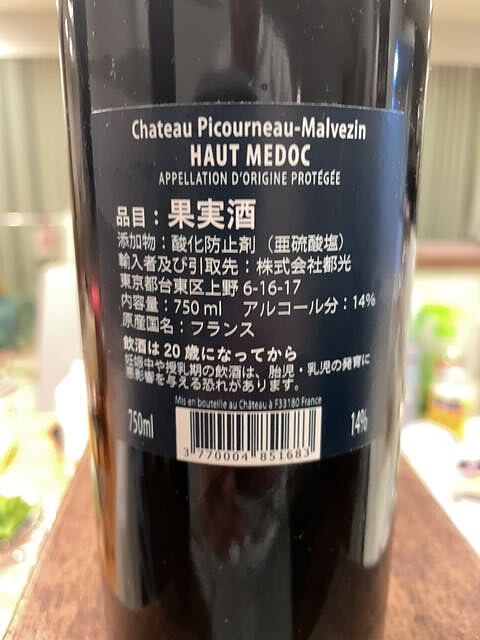 Chateau Picourneau-Malvezin
HAUT MEDOC
APPELLATION D'ORIGINE PROTÉGÉE
品目：果実酒
添加物：酸化防止剤（亜硫酸塩）
輸入者及び引取先：株式会社都光
東京都台東区上野 6-16-17
内容量：750 ml アルコール分：14%
原産国名：フランス
飲酒は 20 歳になってから
妊娠中や授乳期の飲酒は、胎児・乳児の発育に
悪影響を与える恐れがあります。
Mis en bouteille au Château à F33180 France
750ml
14%
3 770004 851683